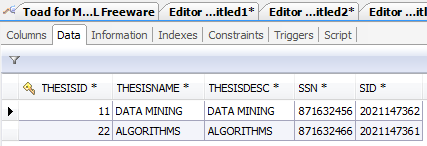 Toad for M...L Freeware Editor ...itled1* Editor ...itled2* Editor ...itl
Columns Data Information Indexes Constraints Triggers Script
THESISID * THESISNAME * THESISDESC * SSN * SID *
11 DATA MINING DATA MINING 871632456 2021147362
22 ALGORITHMS ALGORITHMS 871632466 2021147361